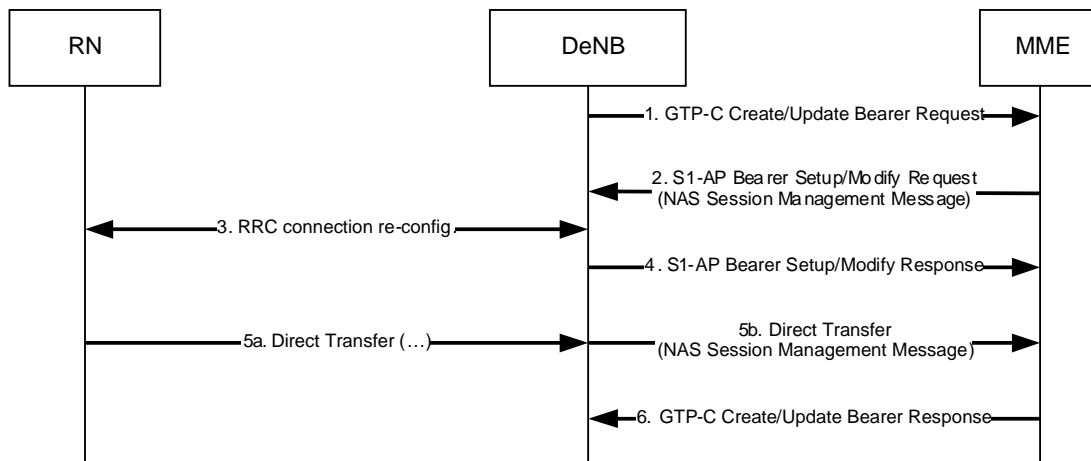 RN
DeNB
MME
1. GTP-C Create/Update Bearer Request
2. S1-AP Bearer Setup/Modify Request
(NAS Session Management Message)
3. RRC connection re-config.
4. S1-AP Bearer Setup/Modify Response
5a. Direct Transfer (…)
5b. Direct Transfer
(NAS Session Management Message)
6. GTP-C Create/Update Bearer Response